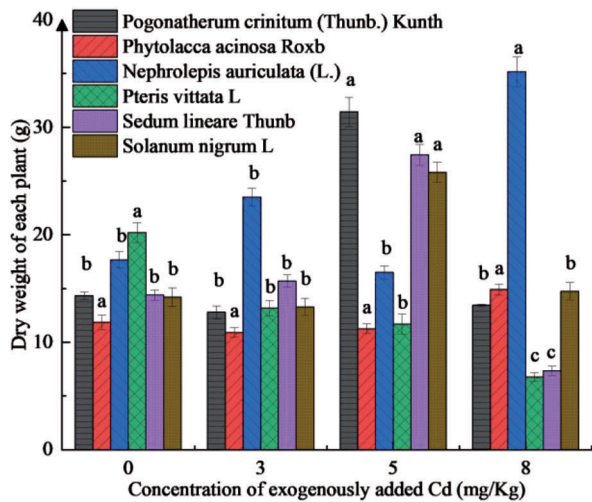 40
30
20
10
0
Dry weight of each plant (g)
Pogonatherum crinitum (Thunb.) Kunth
Phytolacca acinosa Roxb
Nephrolepis auriculata (L.)
Pteris vittata L
Sedum lineare Thunb
Solanum nigrum L
b a b a b b
b a b b b b
a a b b a a
b a a c c b
0 3 5 8
Concentration of exogenously added Cd (mg/Kg)